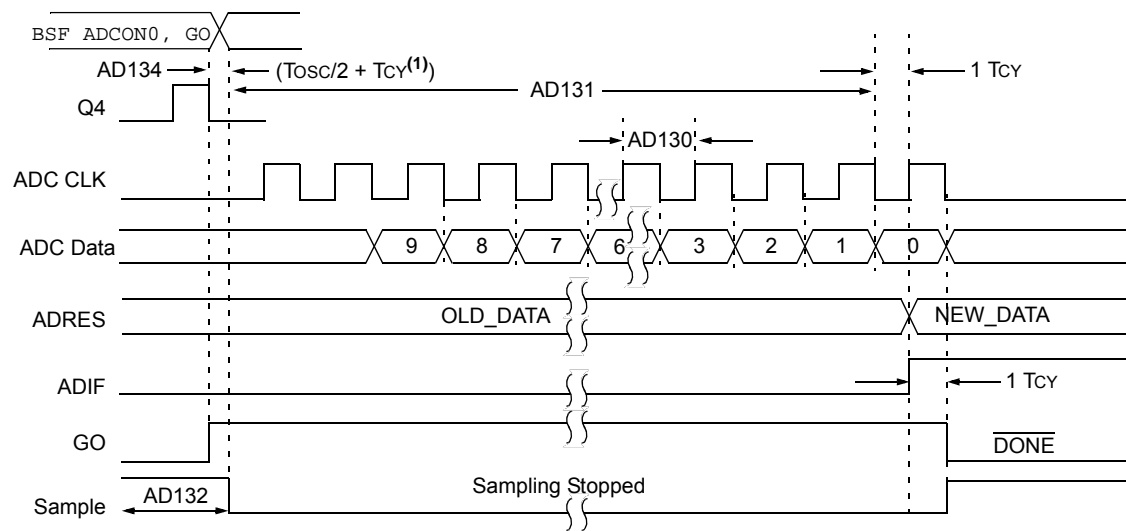 BSF ADCON0, GO
AD134 (TOSC/2 + TCY(1)) 1 TCY
AD131
Q4
AD130
ADC CLK
ADC Data 9 8 7 6 3 2 1 0
ADRES OLD_DATA NEW_DATA
ADIF 1 TCY
GO DONE
AD132 Sampling Stopped
Sample